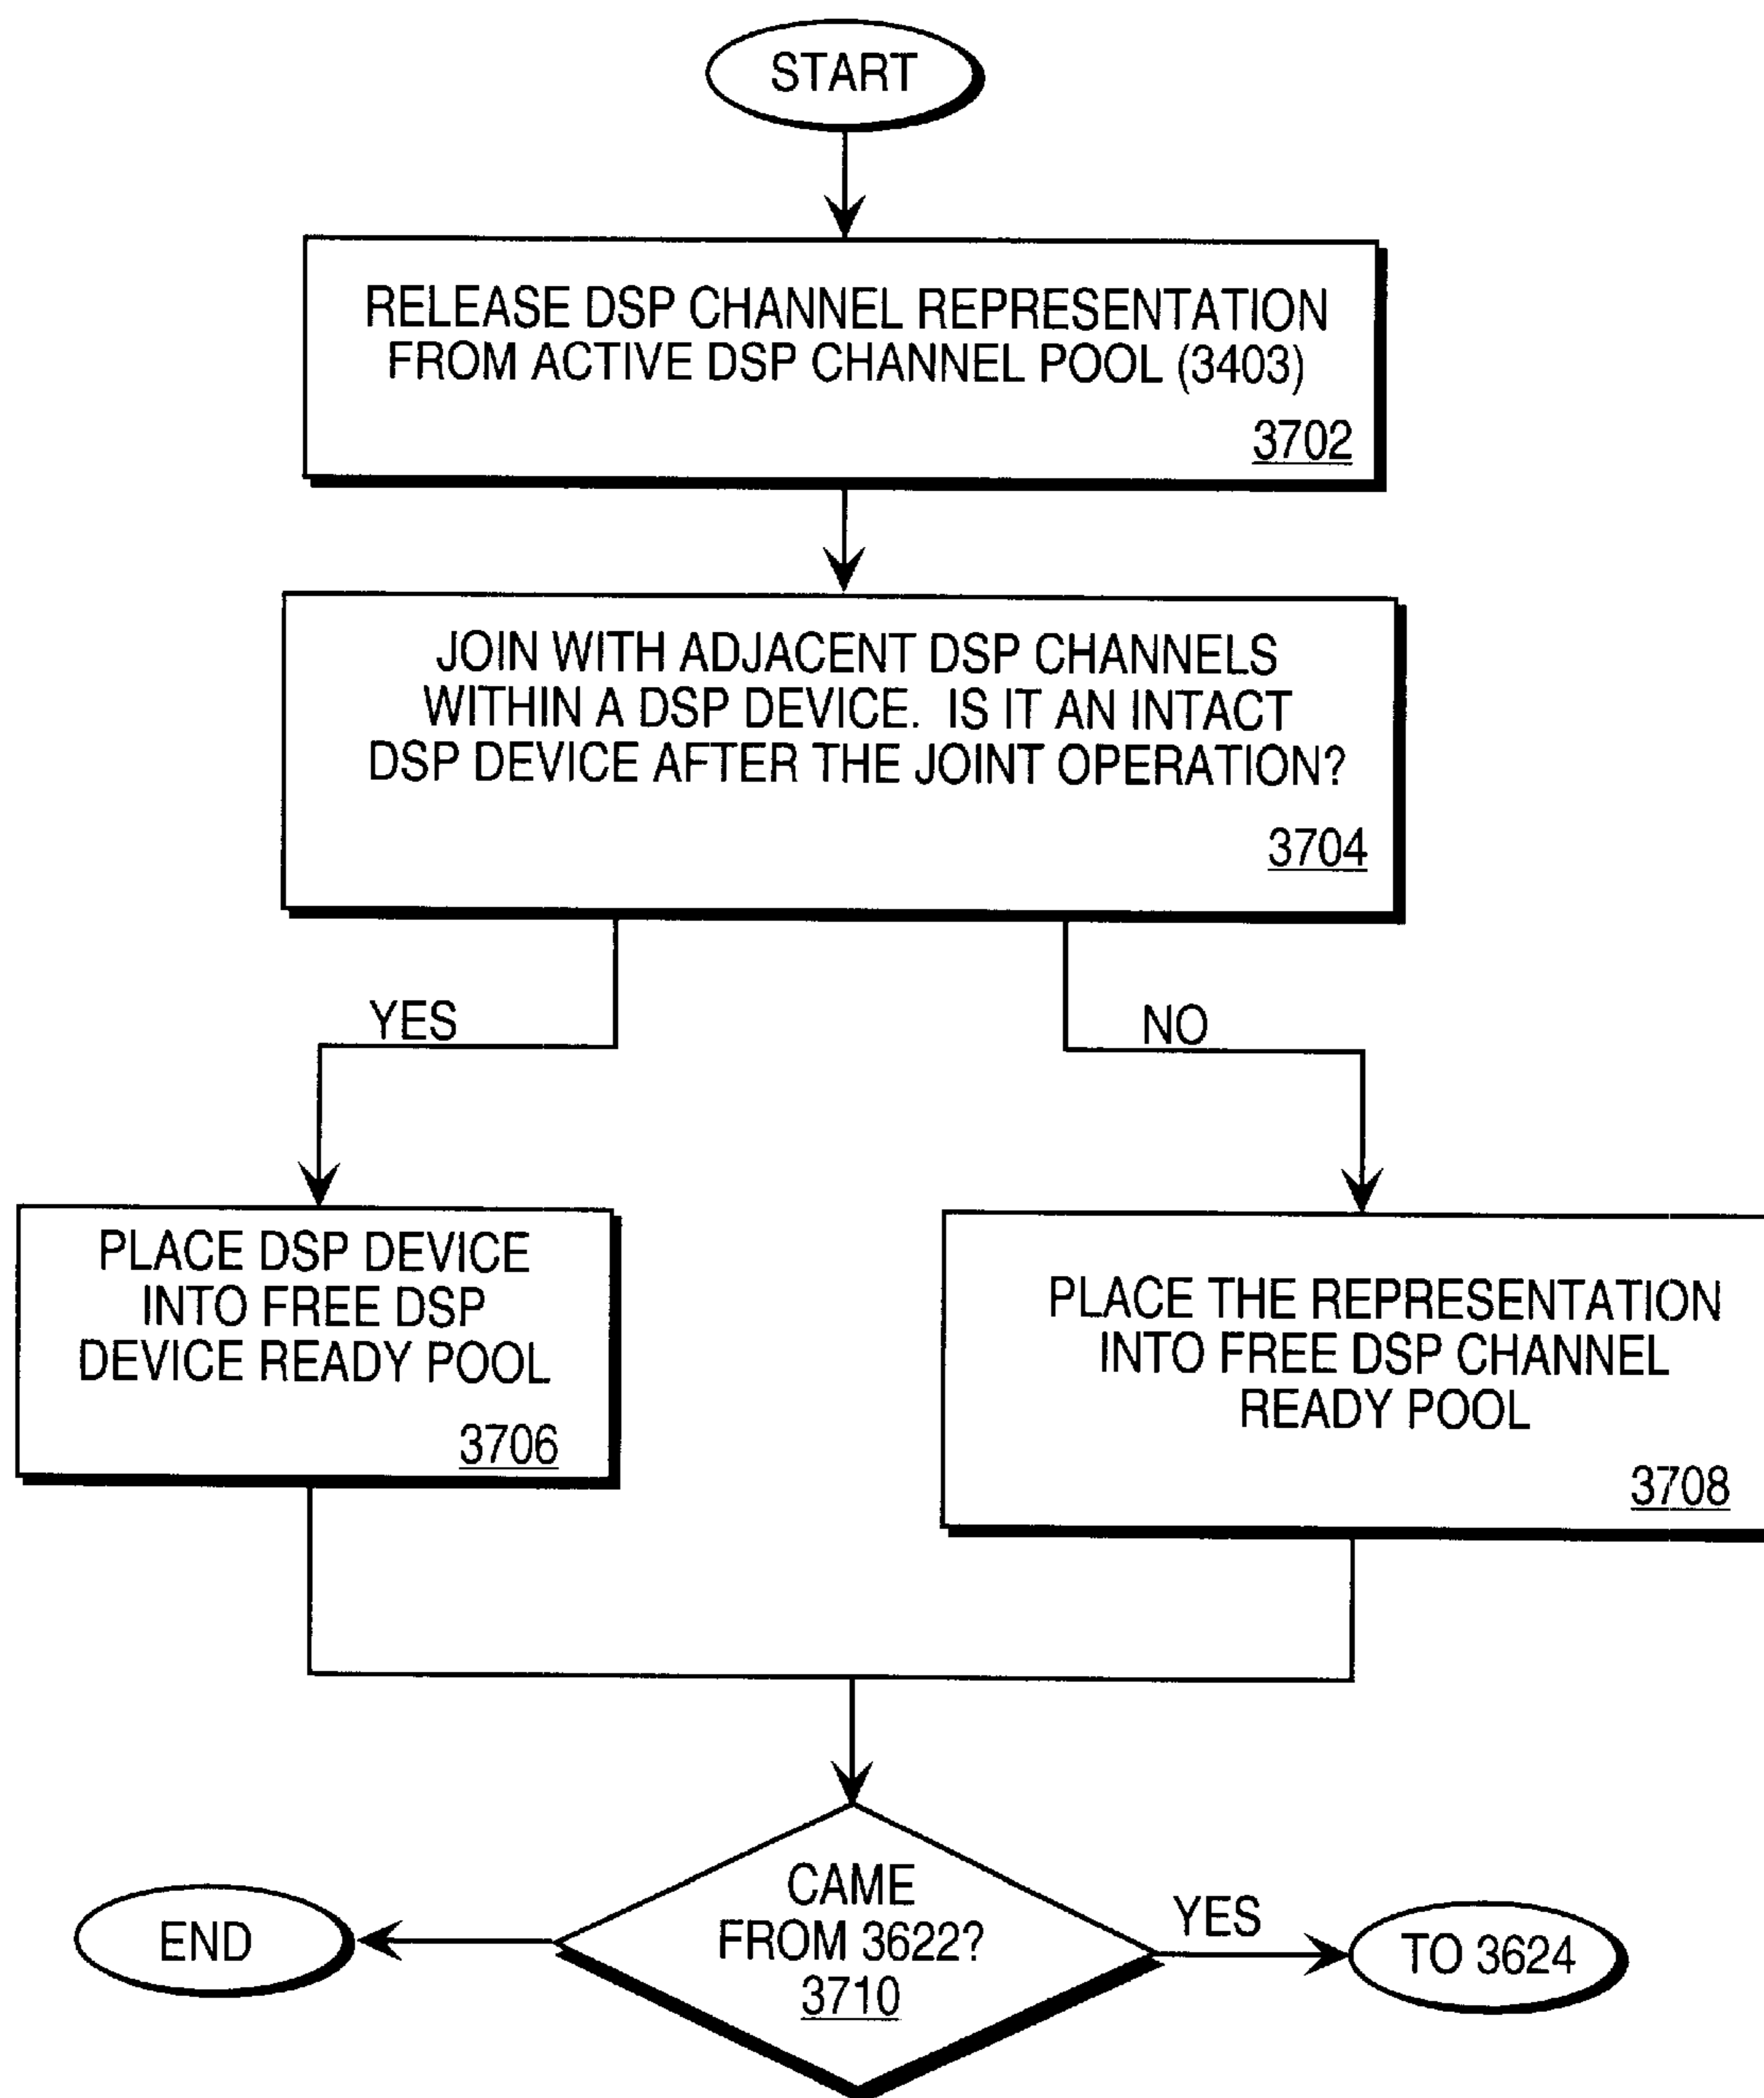 START
RELEASE DSP CHANNEL REPRESENTATION
FROM ACTIVE DSP CHANNEL POOL (3403)
3702
JOIN WITH ADJACENT DSP CHANNELS
WITHIN A DSP DEVICE. IS IT AN INTACT
DSP DEVICE AFTER THE JOINT OPERATION?
3704
YES
NO
PLACE DSP DEVICE
INTO FREE DSP
DEVICE READY POOL
3706
PLACE THE REPRESENTATION
INTO FREE DSP CHANNEL
READY POOL
3708
CAME
FROM 3622?
3710
END
YES
TO 3624